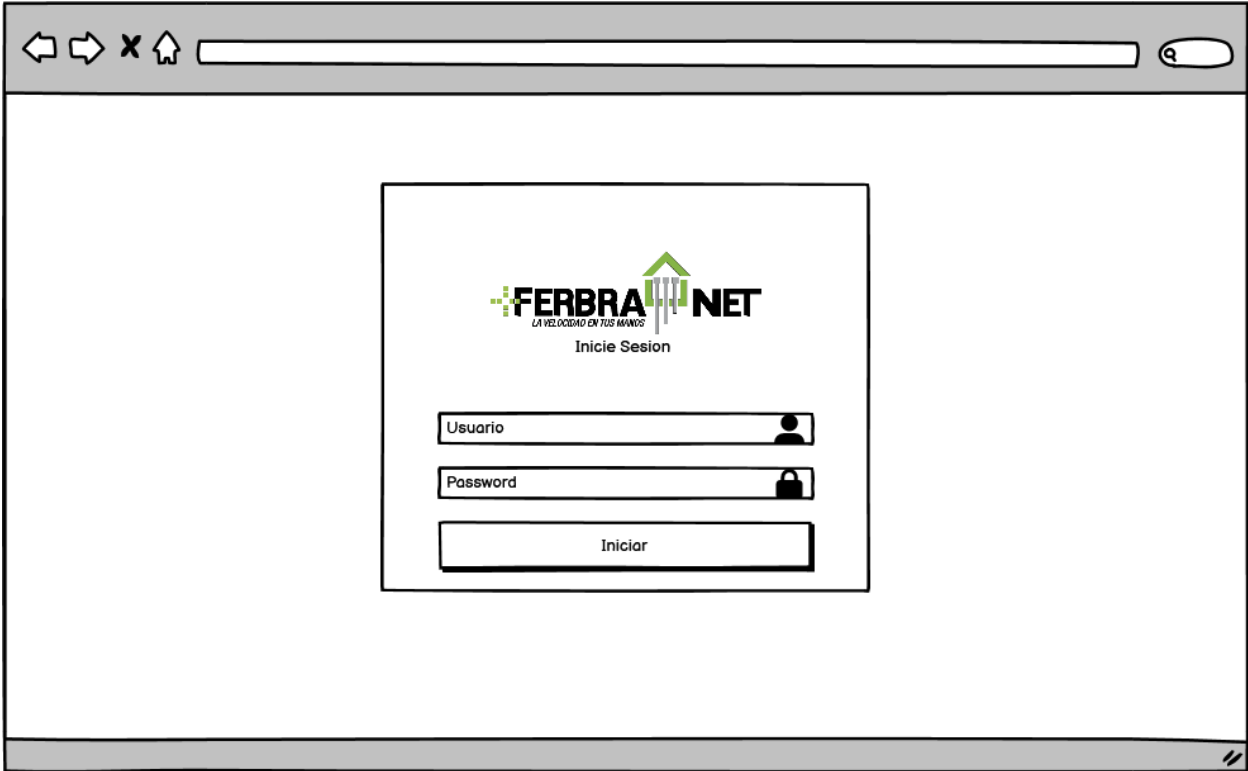 FERBRA NET
LA VELOCIDAD EN TUS MANOS
Inicie Sesion
Usuario
Password
Iniciar